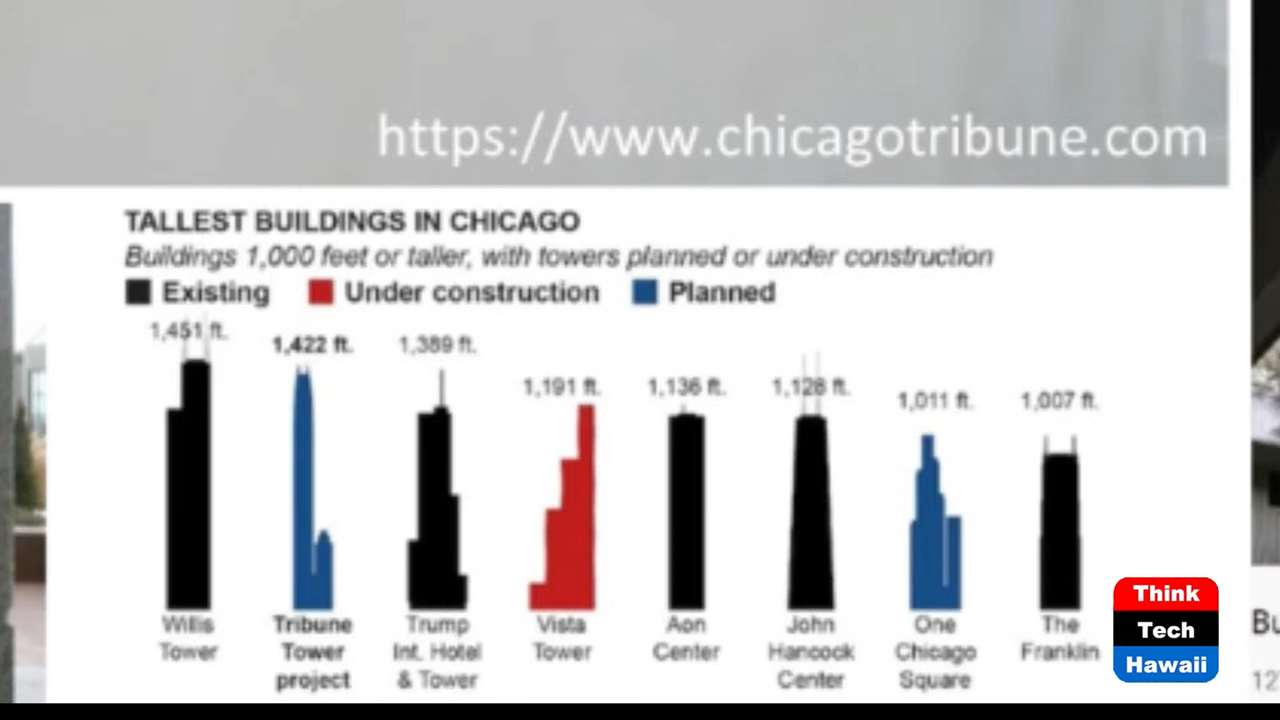 https://www.chicagotribune.com
TALLEST BUILDINGS IN CHICAGO
Buildings 1,000 feet or taller, with towers planned or under construction
Existing Under construction Planned
1,451 ft.
1,422 ft.
1,389 ft.
1,191 ft.
1,136 ft.
1,128 ft.
1,011 ft.
1,007 ft.
Willis
Tower
Tribune
Tower
project
Trump
Int. Hotel
& Tower
Vista
Tower
Aon
Center
John
Hancock
Center
One
Chicago
Square
The
Franklin
Think
Tech
Hawaii